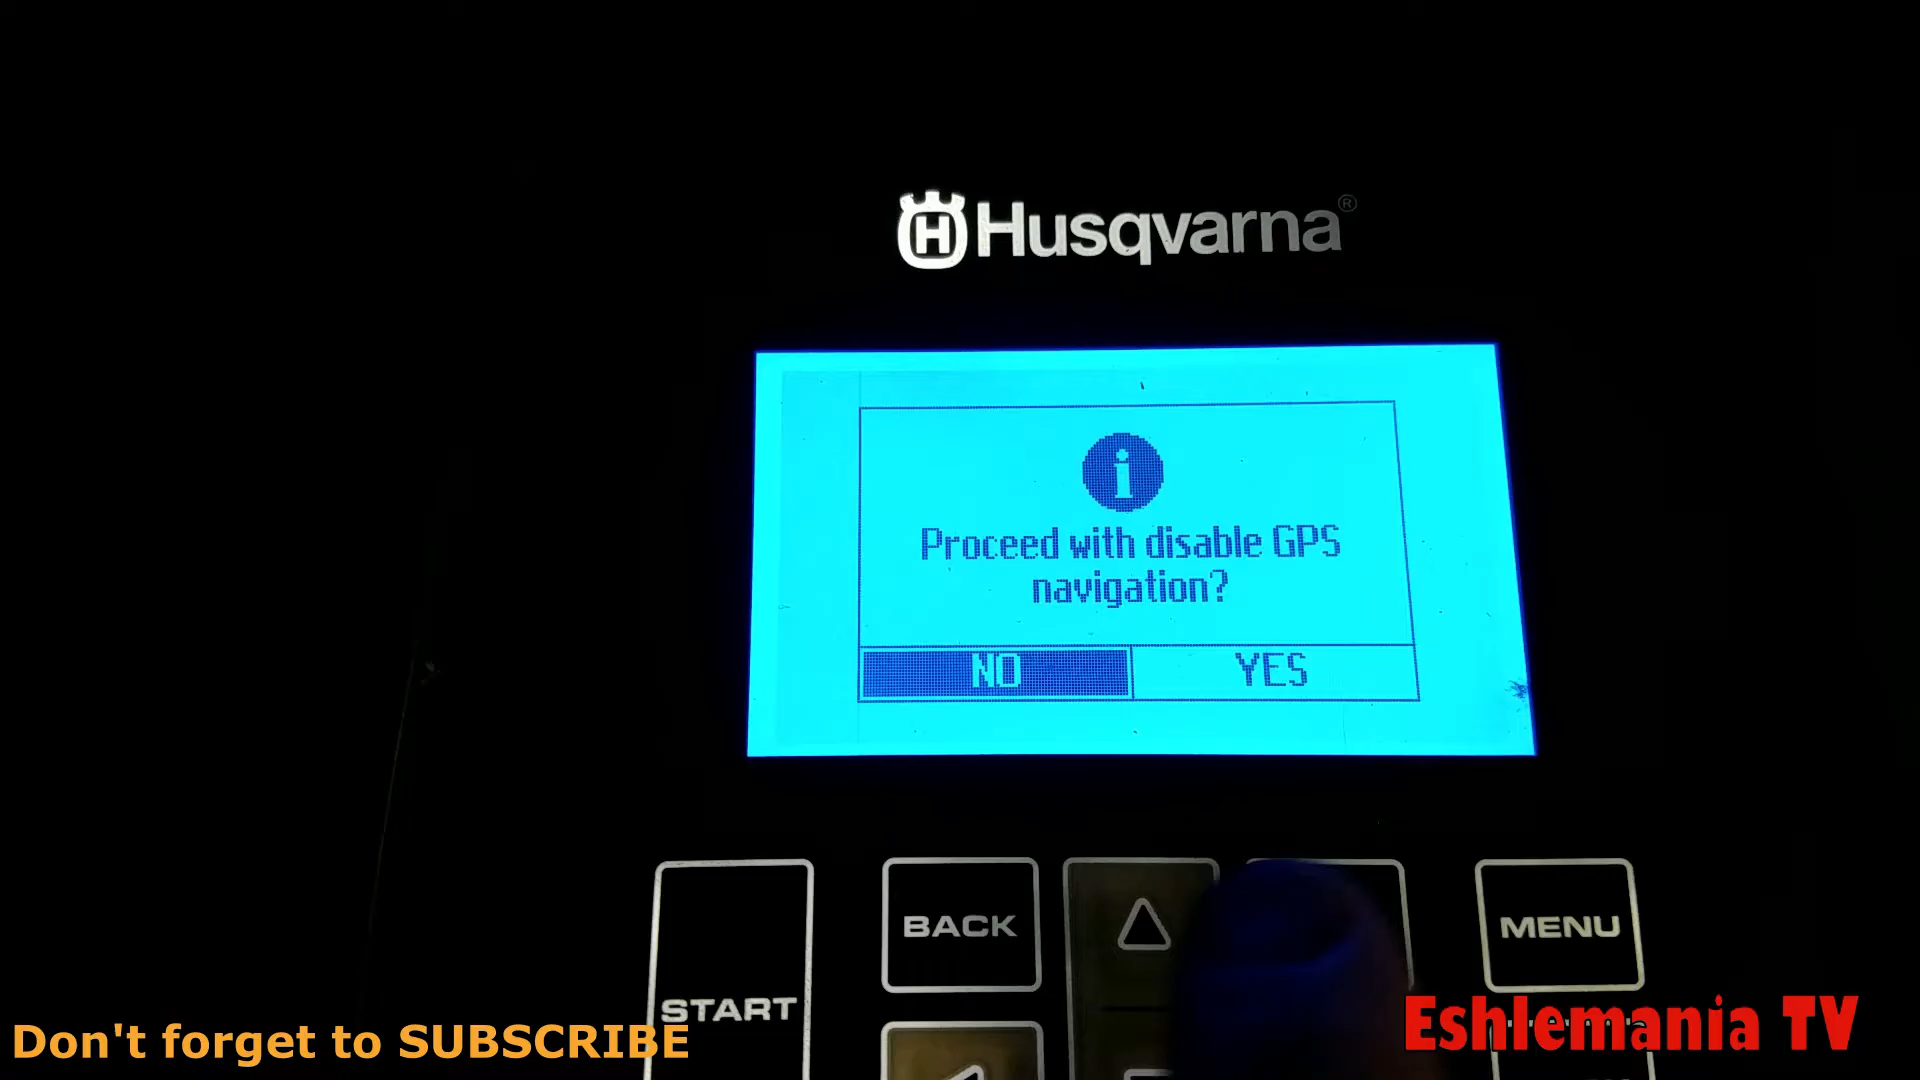 Husqvarna®
Proceed with disable GPS
navigation?
NO YES
BACK MENU
START
Don't forget to SUBSCRIBE
Eshlemania TV